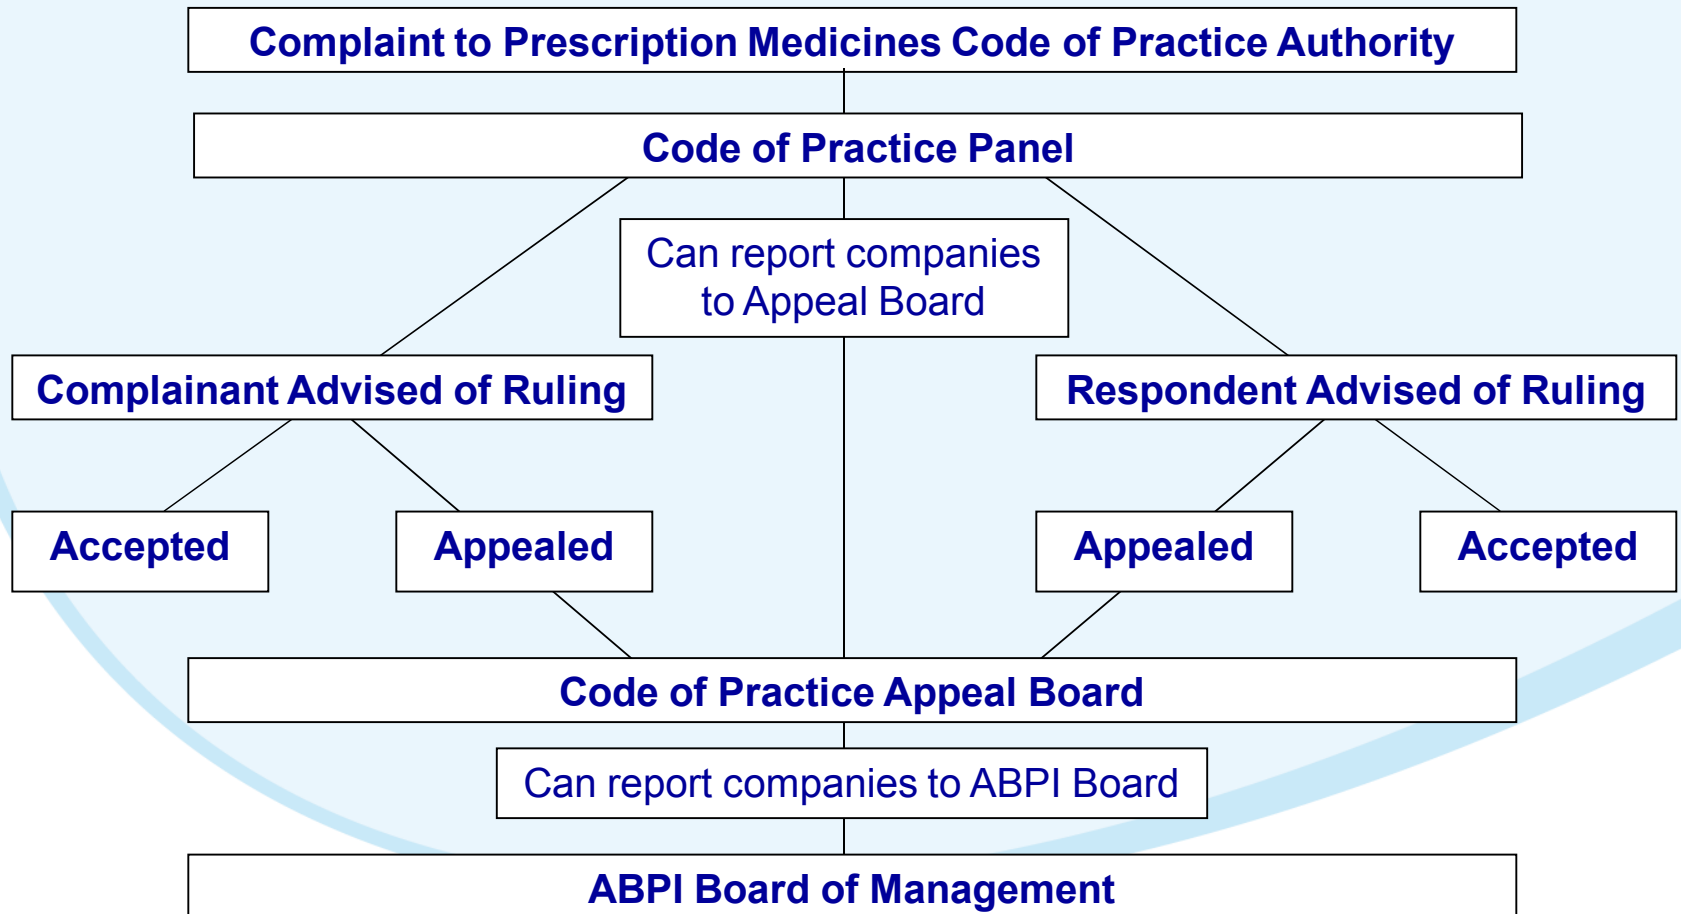 Complaint to Prescription Medicines Code of Practice Authority
Code of Practice Panel
Can report companies
to Appeal Board
Complainant Advised of Ruling
Respondent Advised of Ruling
Accepted
Appealed
Appealed
Accepted
Code of Practice Appeal Board
Can report companies to ABPI Board
ABPI Board of Management